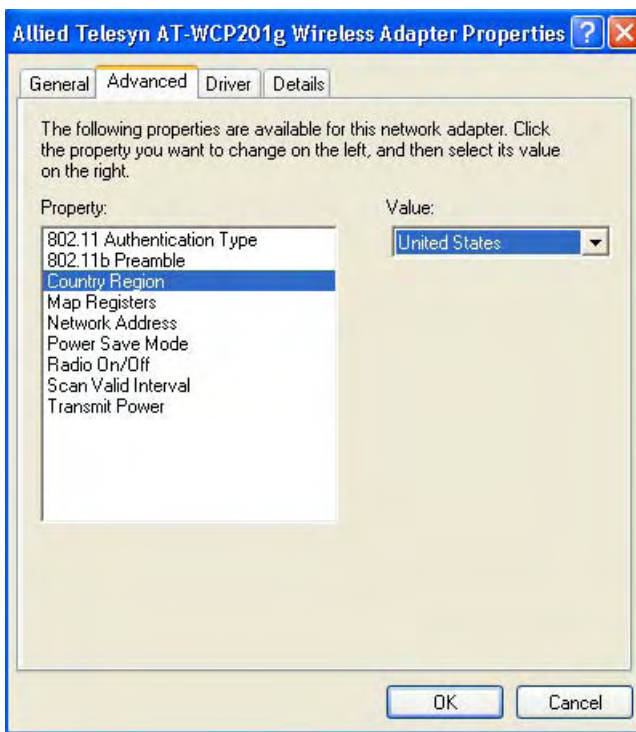 Allied Telesyn AT-WCP201g Wireless Adapter Properties
General Advanced Driver Details
The following properties are available for this network adapter. Click
the property you want to change on the left, and then select its value
on the right.
Property:
Value:
802.11 Authentication Type
802.11b Preamble
Country Region
Map Registers
Network Address
Power Save Mode
Radio On/Off
Scan Valid Interval
Transmit Power
United States
OK
Cancel